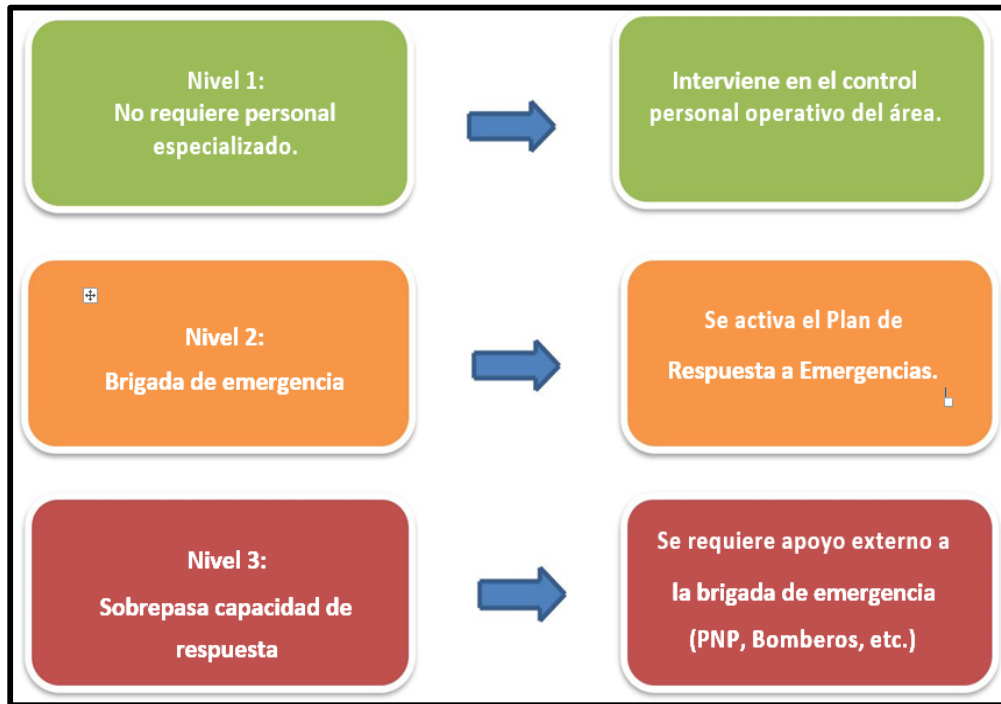 Nivel 1:
No requiere personal
especializado.
Interviene en el control
personal operativo del área.
Nivel 2:
Brigada de emergencia
Se activa el Plan de
Respuesta a Emergencias.
Nivel 3:
Sobrepasa capacidad de
respuesta
Se requiere apoyo externo a
la brigada de emergencia
(PNP, Bomberos, etc.)